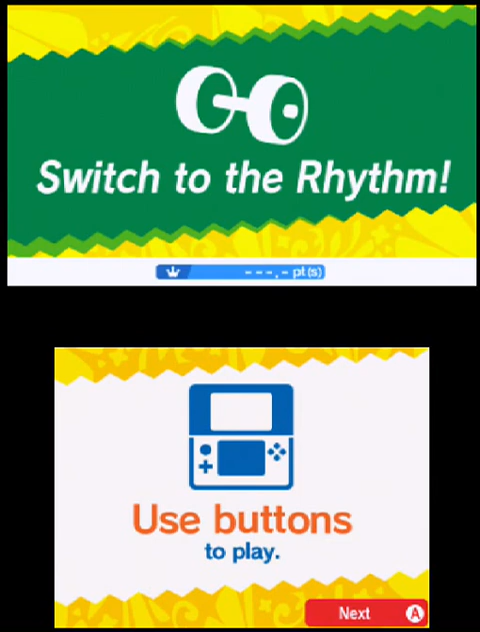 Switch to the Rhythm!
---.- pt(s)
Use buttons
to play.
Next A